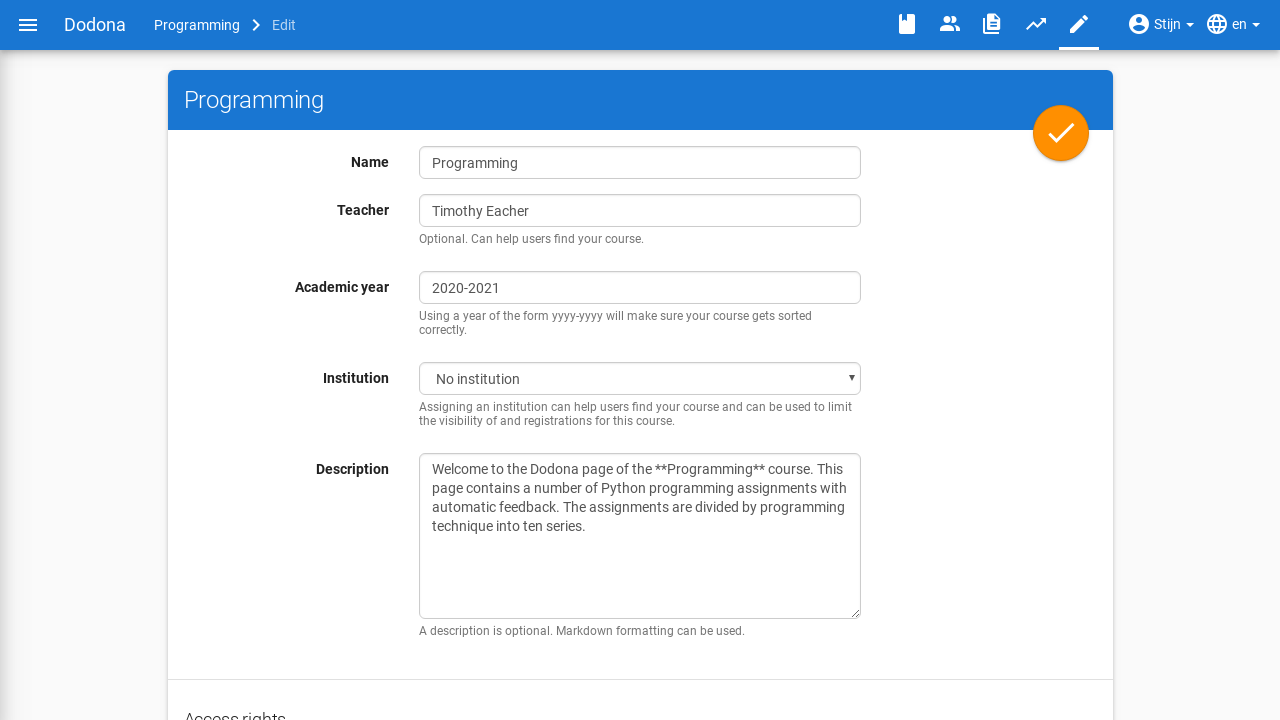 Dodona Programming Edit Stijn en
Programming
Name Programming
Teacher Timothy Eacher
Optional. Can help users find your course.
Academic year 2020-2021
Using a year of the form yyyy-yyyy will make sure your course gets sorted
correctly.
Institution No institution
Assigning an institution can help users find your course and can be used to limit
the visibility of and registrations for this course.
Description Welcome to the Dodona page of the **Programming** course. This
page contains a number of Python programming assignments with
automatic feedback. The assignments are divided by programming
technique into ten series.
A description is optional. Markdown formatting can be used.
Access rights